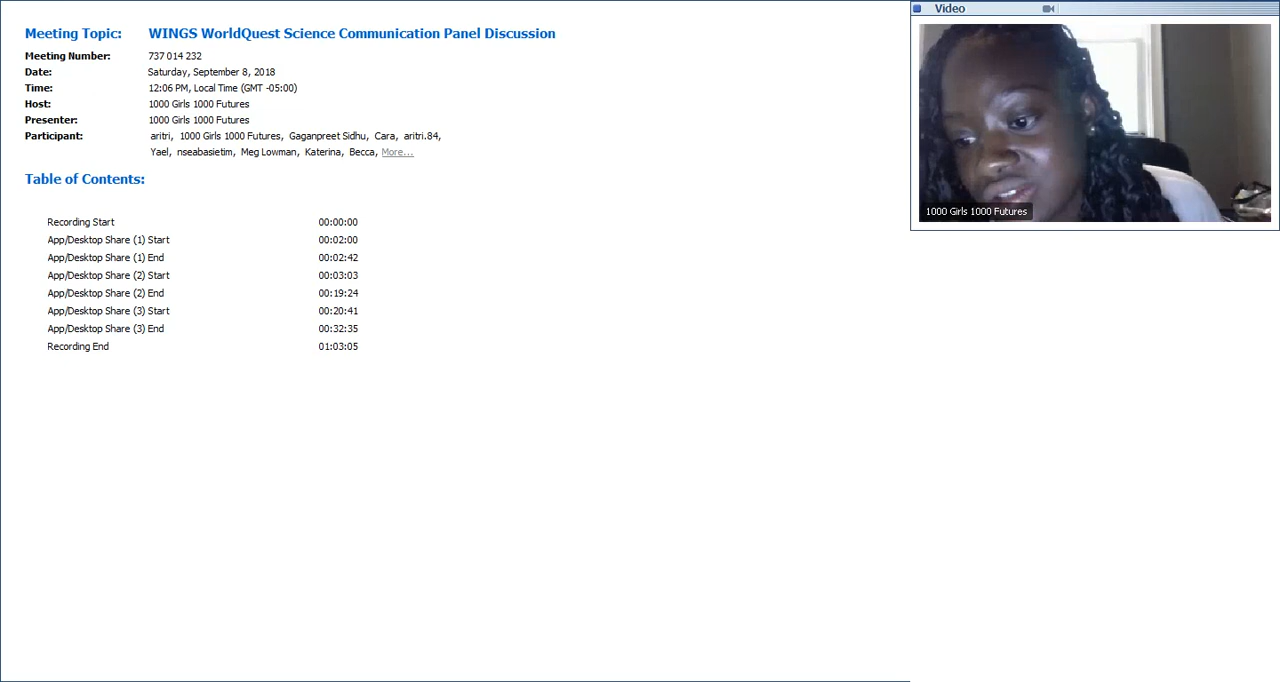 Meeting Topic: WINGS WorldQuest Science Communication Panel Discussion
Meeting Number: 737 014 232
Date: Saturday, September 8, 2018
Time: 12:06 PM, Local Time (GMT -05:00)
Host: 1000 Girls 1000 Futures
Presenter: 1000 Girls 1000 Futures
Participant: aritri, 1000 Girls 1000 Futures, Gaganpreet Sidhu, Cara, aritri.84,
Yael, nseabasietim, Meg Lowman, Katerina, Becca, More...
Table of Contents:
Recording Start 00:00:00
App/Desktop Share (1) Start 00:02:00
App/Desktop Share (1) End 00:02:42
App/Desktop Share (2) Start 00:03:03
App/Desktop Share (2) End 00:19:24
App/Desktop Share (3) Start 00:20:41
App/Desktop Share (3) End 00:32:35
Recording End 01:03:05
Video
1000 Girls 1000 Futures